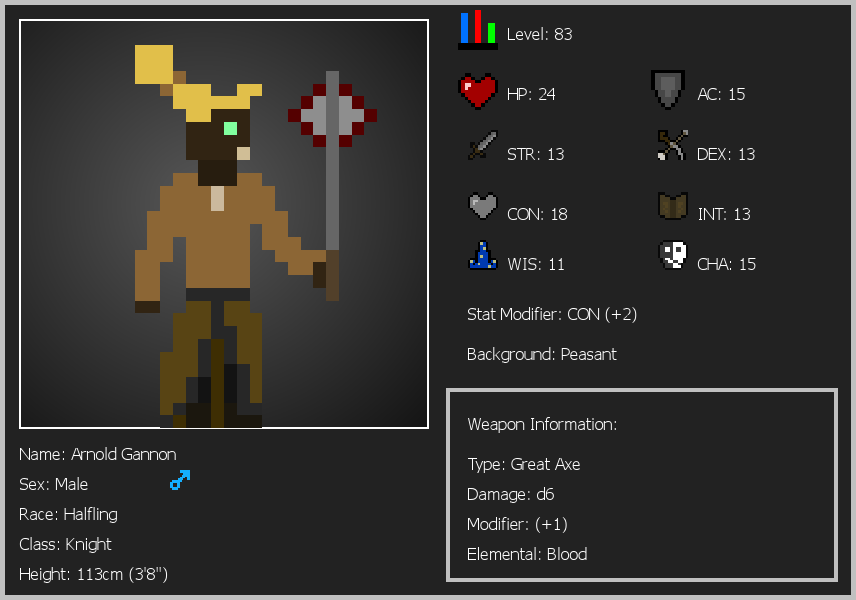 Level: 83
HP: 24
AC: 15
STR: 13
DEX: 13
CON: 18
INT: 13
WIS: 11
CHA: 15
Stat Modifier: CON (+2)
Background: Peasant
Weapon Information:
Type: Great Axe
Damage: d6
Modifier: (+1)
Elemental: Blood
Name: Arnold Gannon
Sex: Male
Race: Halfling
Class: Knight
Height: 113cm (3'8")